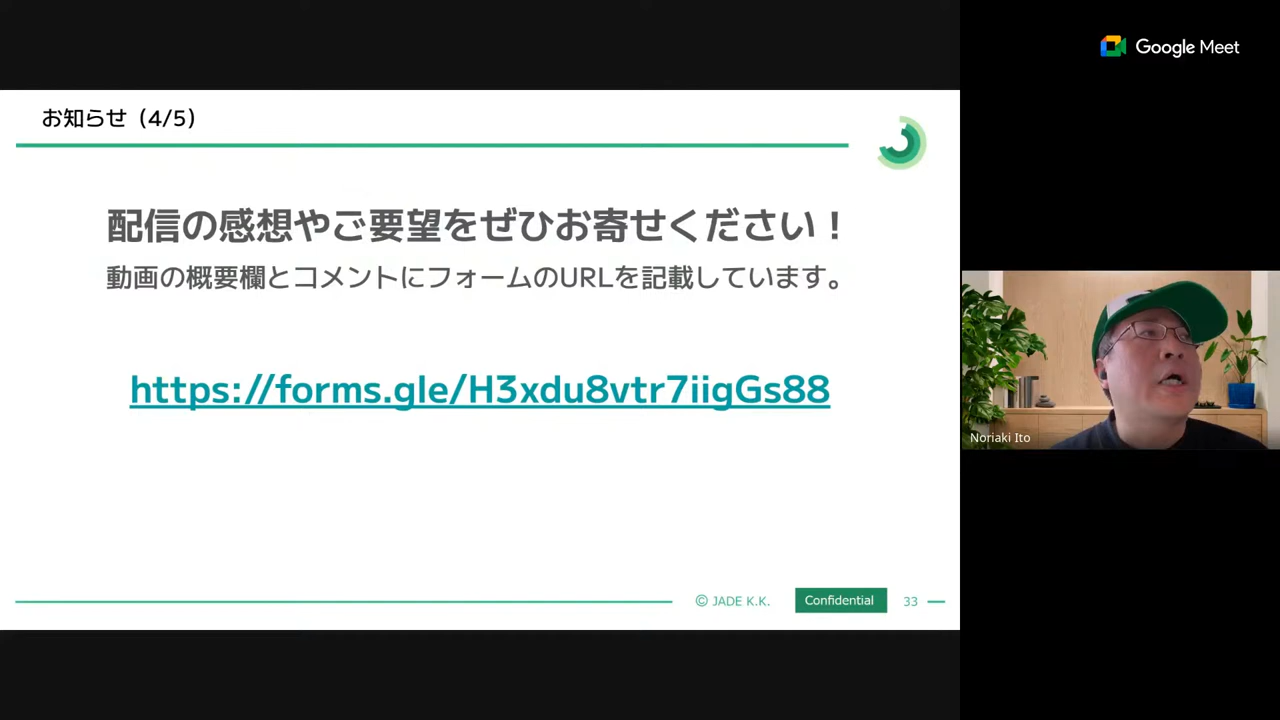 Google Meet
お知らせ（4/5）
配信の感想やご要望をぜひお寄せください！
動画の概要欄とコメントにフォームのURLを記載しています。
https://forms.gle/H3xdu8vtr7iigGs88
Noriaki Ito
© JADE K.K.
Confidential
33